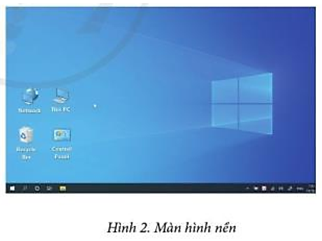 Network This PC
Recycle Bin Control Panel
Hình 2. Màn hình nền